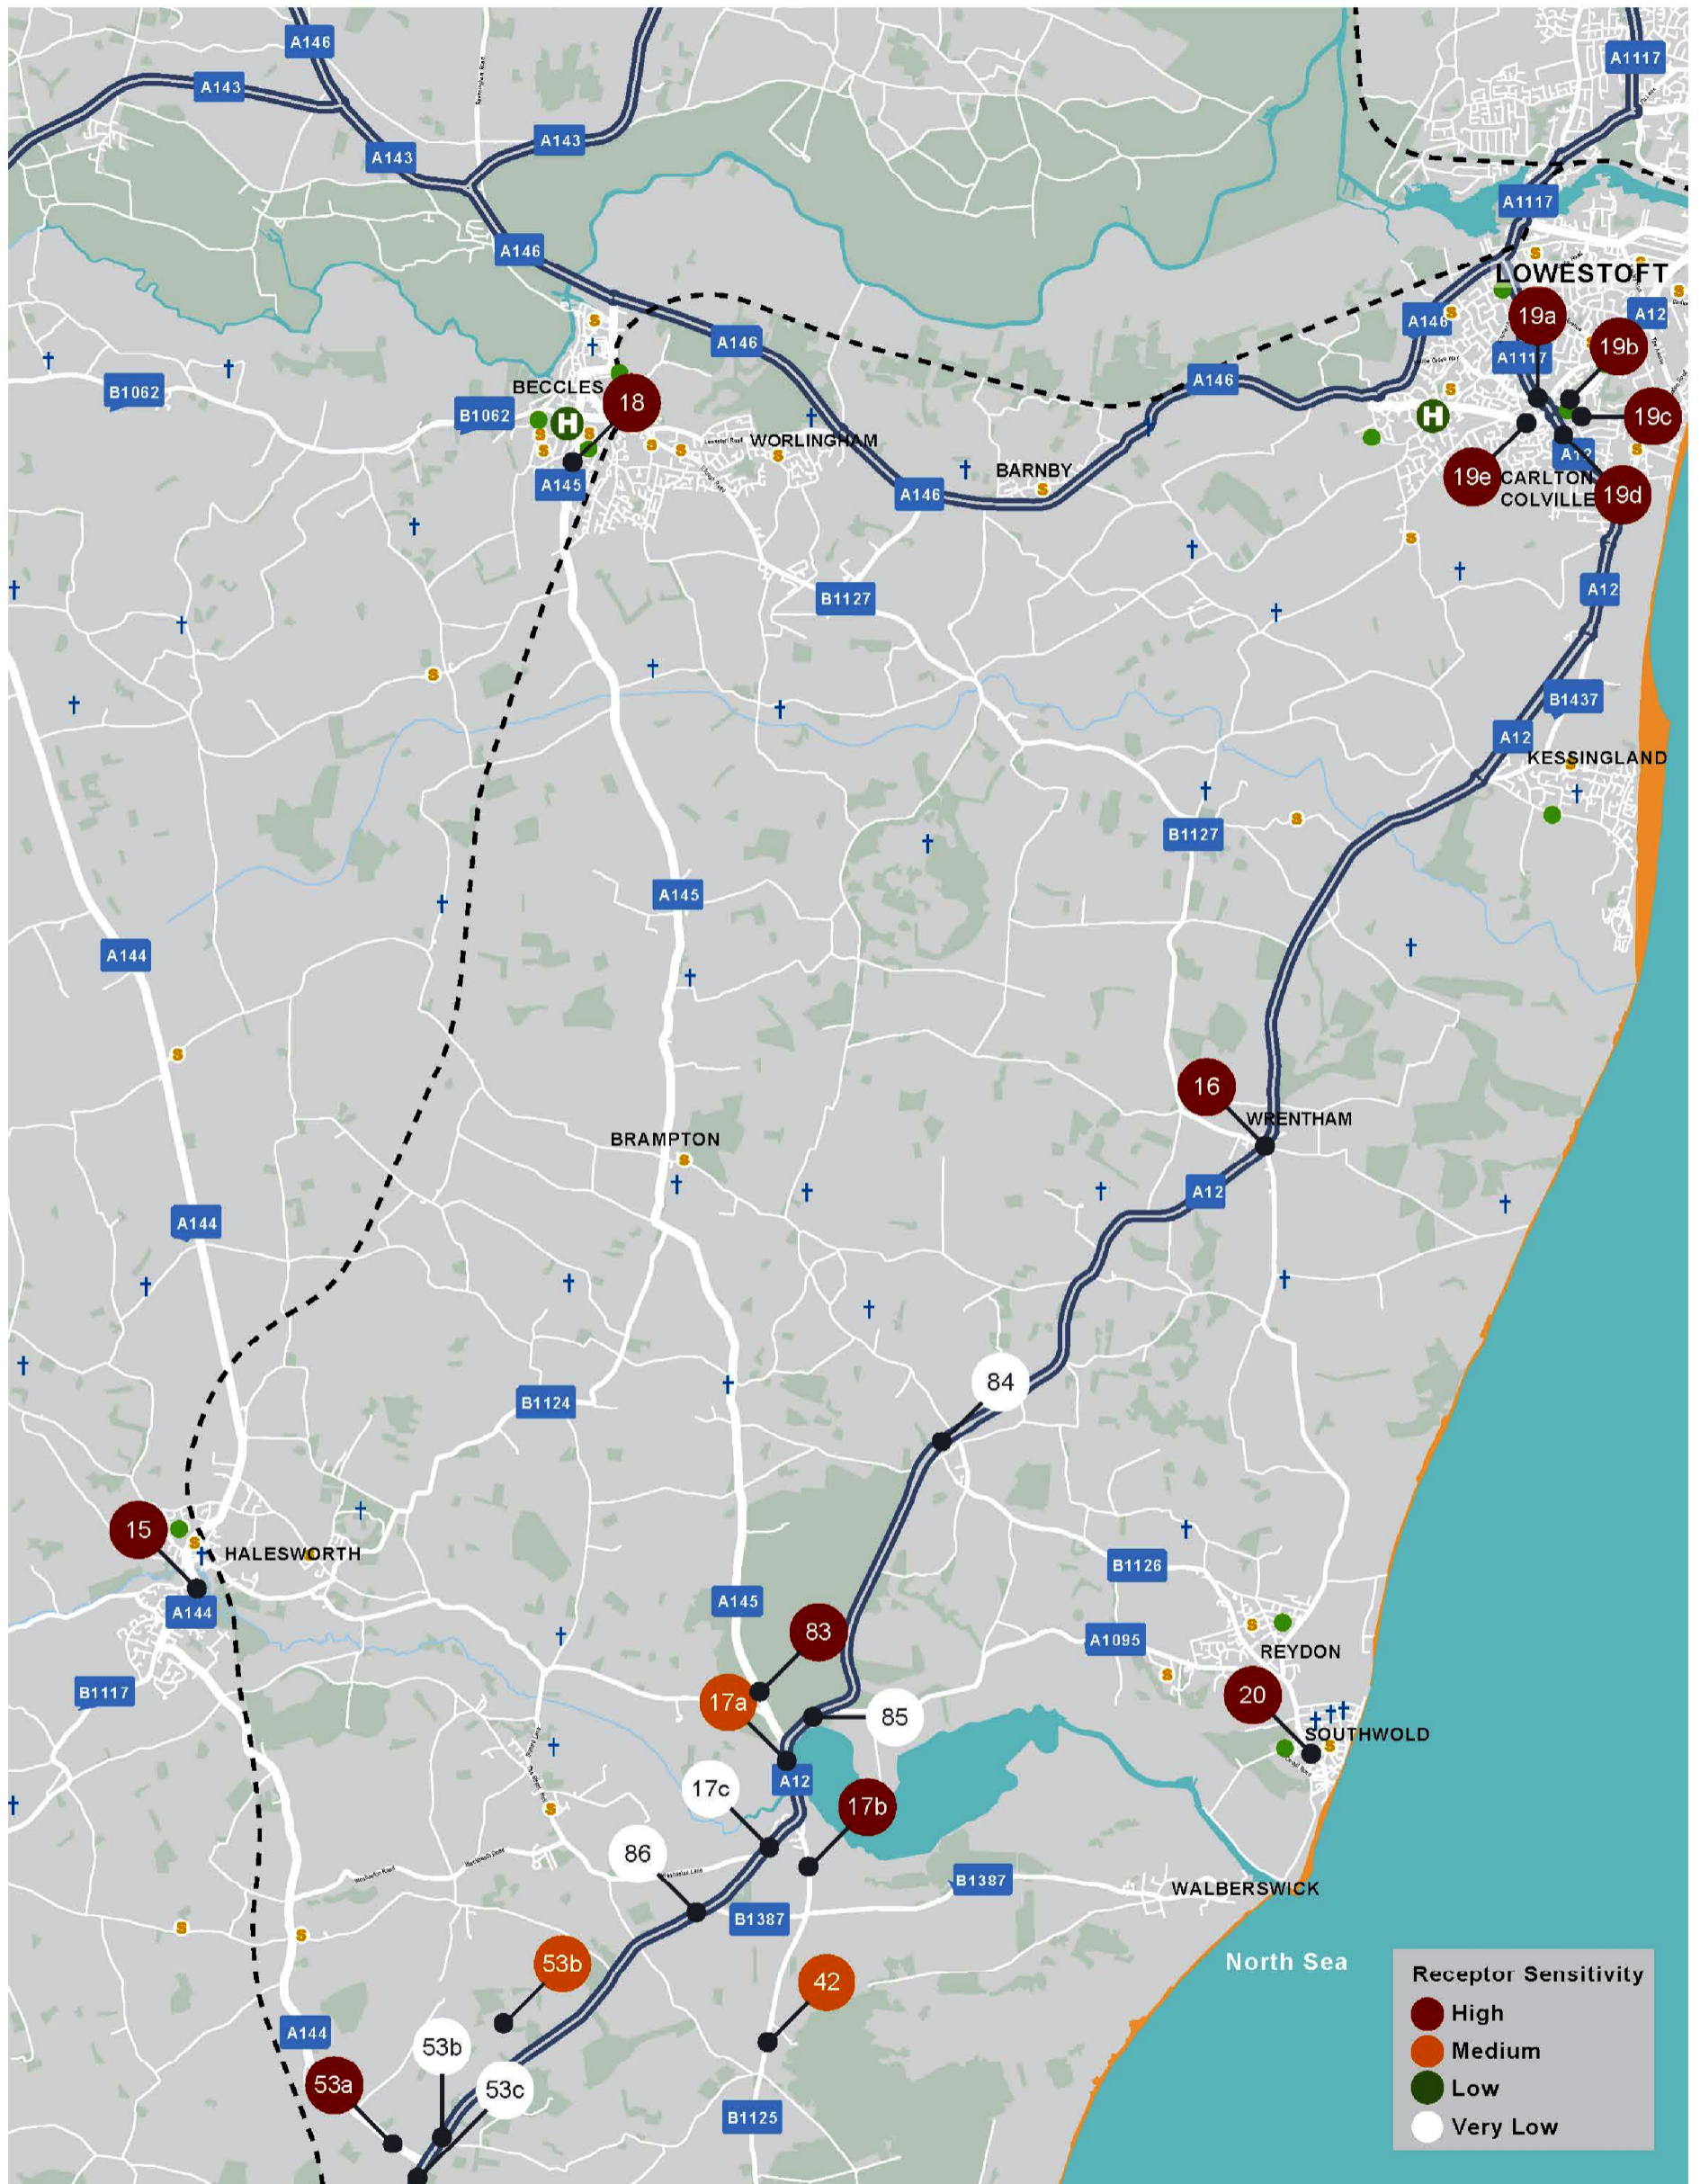 A146
A1117
A143
A143
A143
A1117
A146
S
LOWESTOFT
S
S
19a
A12
A146
S
S
19b
A146
A1117
BECCLES
B1062
A146
S
18
B1062
H
H
19c
S
S
S
S
WORLINGHAM
S
S
S
A12
BARNBY
19e
CARLTON
COLVILLE
19d
A145
A146
S
S
A12
B1127
S
B1437
A12
KESSINGLAND
S
S
B1127
A145
A144
S
16
WRENTHAM
BRAMPTON
S
A12
A144
84
B1124
15
S
HALESWORTH
S
B1126
A145
A144
S
83
A1095
REYDON
S
B1117
17a
20
85
SOUTHWOLD
S
A12
17c
17b
S
86
B1387
WALBERSWICK
B1387
S
S
53b
North Sea
42
A144
53b
53a
53c
B1125
Receptor Sensitivity
High
Medium
Low
Very Low